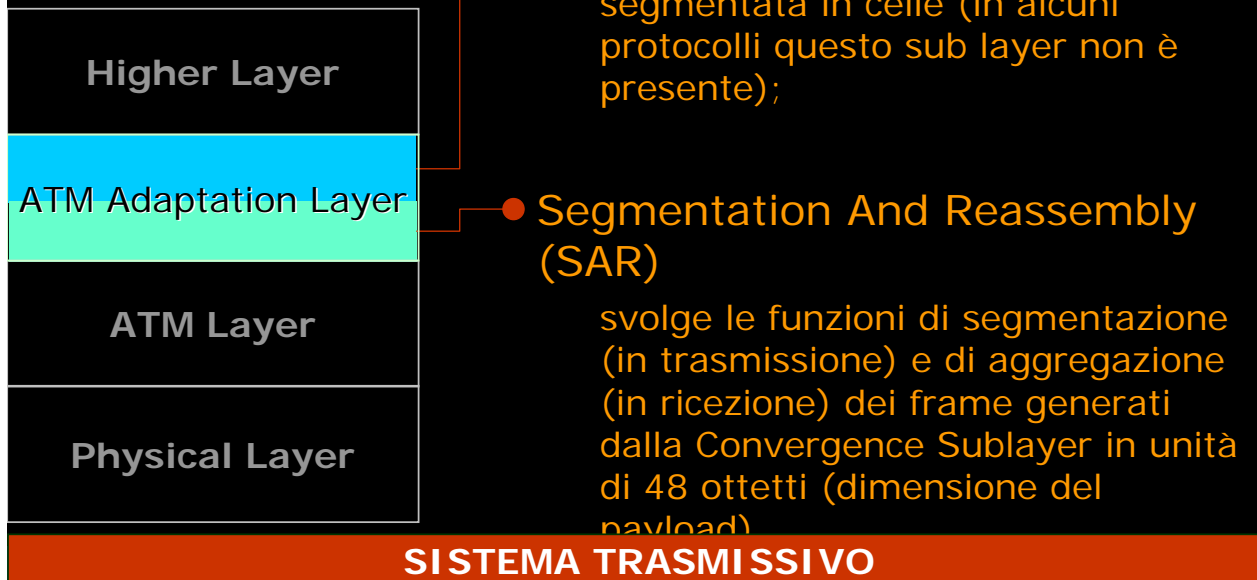 Higher Layer
ATM Adaptation Layer
ATM Layer
Physical Layer
segmentata in celle (in alcuni
protocolli questo sub layer non è
presente);
Segmentation And Reassembly
(SAR)
svolge le funzioni di segmentazione
(in trasmissione) e di aggregazione
(in ricezione) dei frame generati
dalla Convergence Sublayer in unità
di 48 ottetti (dimensione del
payload)
SISTEMA TRASMISSIVO